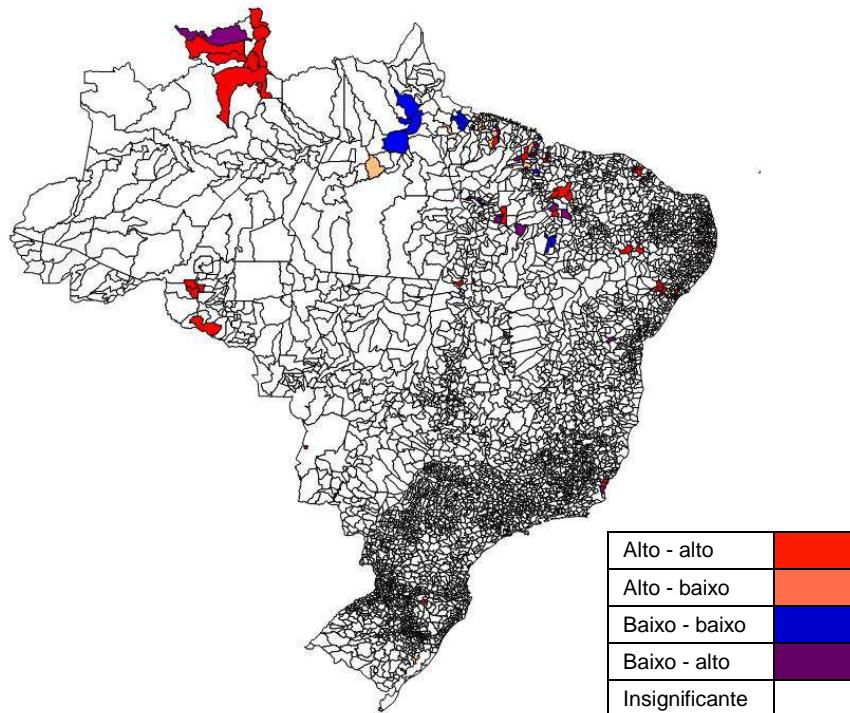 Alto - alto
Alto - baixo
Baixo - baixo
Baixo - alto
Insignificante